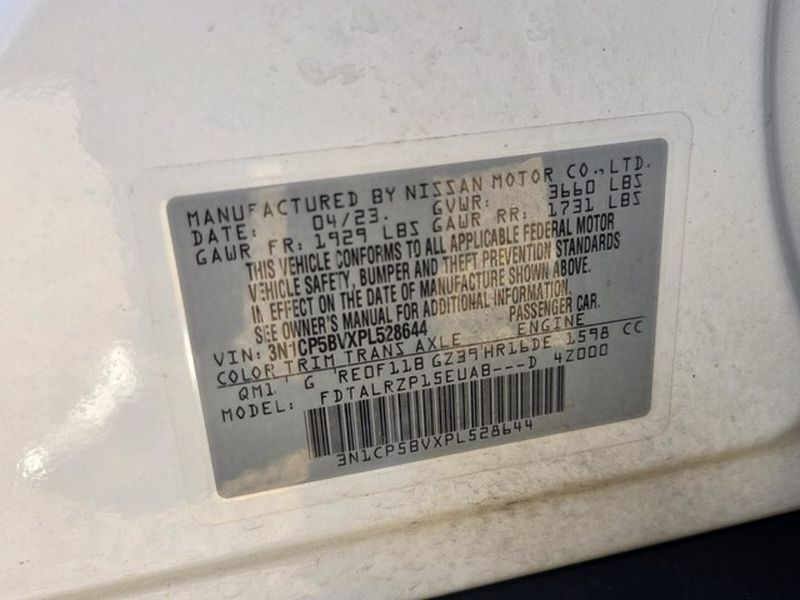 MANUFACTURED BY NISSAN MOTOR CO.,LTD.
DATE: 04/23. GVWR: 3660 LBS
GAWR FR: 1929 LBS GAWR RR: 1731 LBS
THIS VEHICLE CONFORMS TO ALL APPLICABLE FEDERAL MOTOR
VEHICLE SAFETY, BUMPER AND THEFT PREVENTION STANDARDS
IN EFFECT ON THE DATE OF MANUFACTURE SHOWN ABOVE.
SEE OWNER'S MANUAL FOR ADDITIONAL INFORMATION.
VIN: 3N1CP5BVXPL528644 PASSENGER CAR.
COLOR TRIM TRANS AXLE ENGINE
QM1 G RE0F11B GZ39 HR16DE 1598 CC
MODEL: FDTALRZP15EUAB---D 4Z000
3N1CP5BVXPL528644